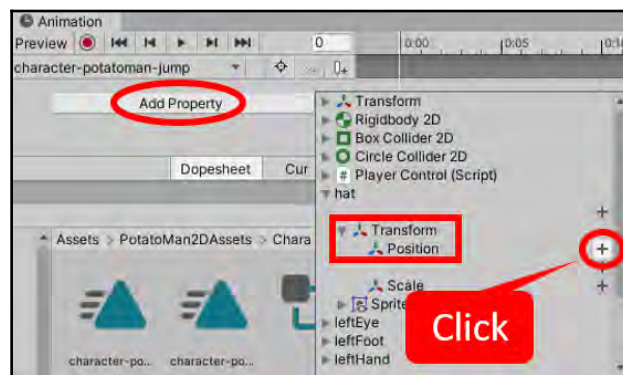 Animation
Preview 0 0:00 0:05 0:10
character-potatoman-jump
Add Property
Transform
Rigidbody 2D
Box Collider 2D
Circle Collider 2D
# Player Control (Script)
Dopesheet Cur
hat
Transform
Assets > PotatoMan2DAssets > Chara
Position
Scale
Sprite
Click
leftEye
leftFoot
leftHand
character-po... character-po...